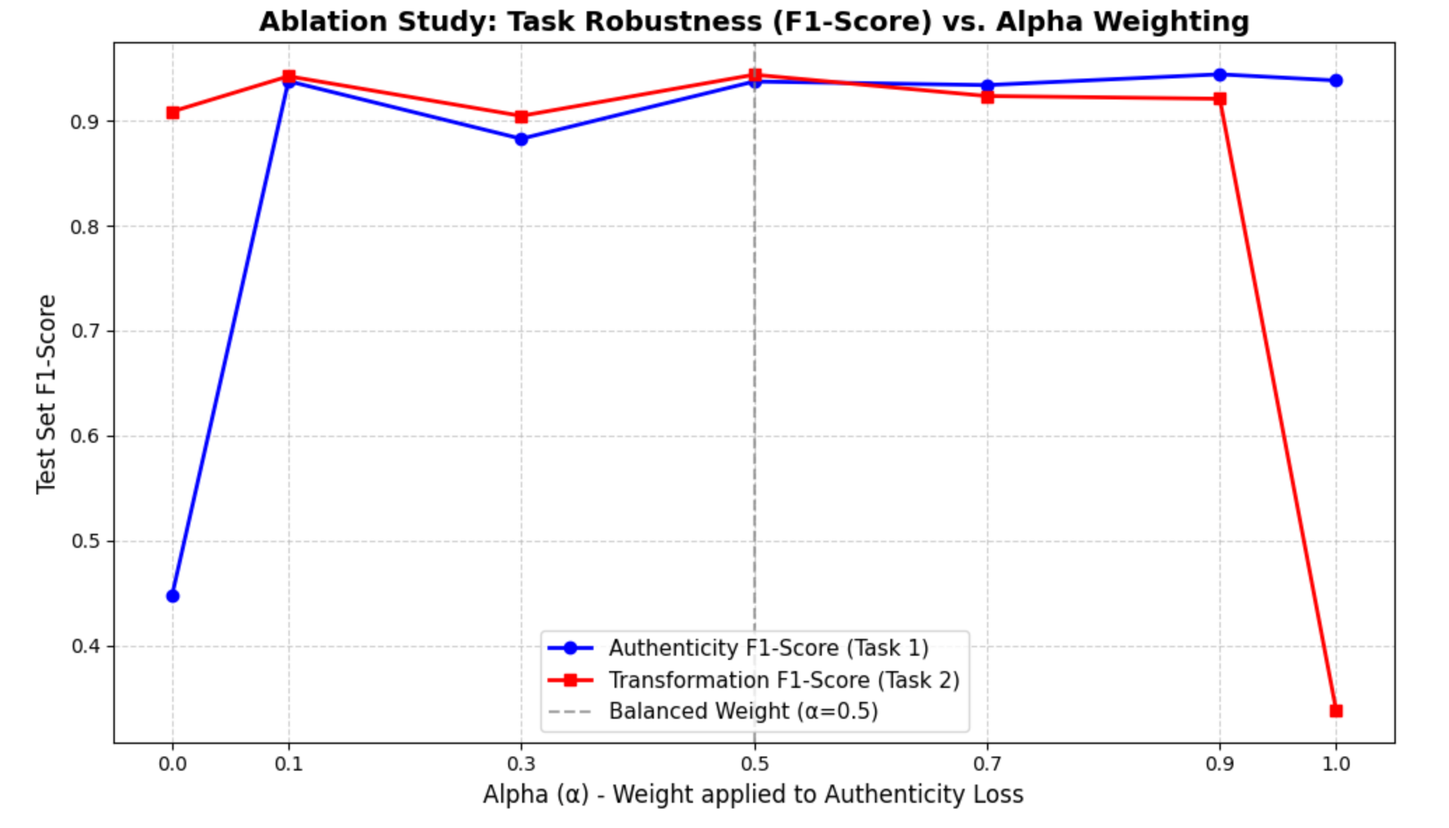 Ablation Study: Task Robustness (F1-Score) vs. Alpha Weighting
Test Set F1-Score
0.9
0.8
0.7
0.6
0.5
0.4
Authenticity F1-Score (Task 1)
Transformation F1-Score (Task 2)
Balanced Weight (α=0.5)
0.0 0.1 0.3 0.5 0.7 0.9 1.0
Alpha (α) - Weight applied to Authenticity Loss